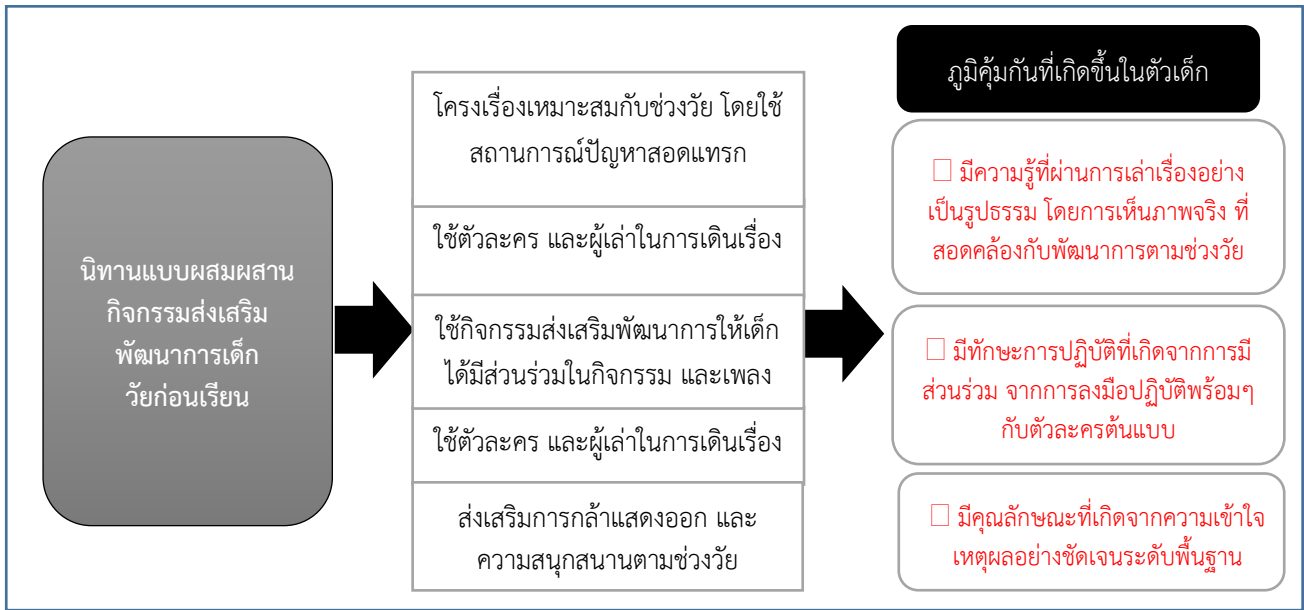 นิทานแบบผสมผสาน
กิจกรรมส่งเสริม
พัฒนาการเด็ก
วัยก่อนเรียน
โครงเรื่องเหมาะสมกับช่วงวัย โดยใช้
สถานการณ์ปัญหาสอดแทรก
ใช้ตัวละคร และผู้เล่าในการเดินเรื่อง
ใช้กิจกรรมส่งเสริมพัฒนาการให้เด็ก
ได้มีส่วนร่วมในกิจกรรม และเพลง
ใช้ตัวละคร และผู้เล่าในการเดินเรื่อง
ส่งเสริมการกล้าแสดงออก และ
ความสนุกสนานตามช่วงวัย
ภูมิคุ้มกันที่เกิดขึ้นในตัวเด็ก
□ มีความรู้ที่ผ่านการเล่าเรื่องอย่าง
เป็นรูปธรรม โดยการเห็นภาพจริง ที่
สอดคล้องกับพัฒนาการตามช่วงวัย
□ มีทักษะการปฏิบัติที่เกิดจากการมี
ส่วนร่วม จากการลงมือปฏิบัติพร้อมๆ
กับตัวละครต้นแบบ
□ มีคุณลักษณะที่เกิดจากความเข้าใจ
เหตุผลอย่างชัดเจนระดับพื้นฐาน